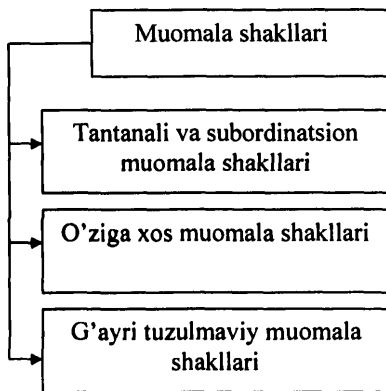 Muomala shakllari
Tantanali va subordinatsion
muomala shakllari
O'ziga xos muomala shakllari
G'ayri tuzulmaviy muomala
shakllari